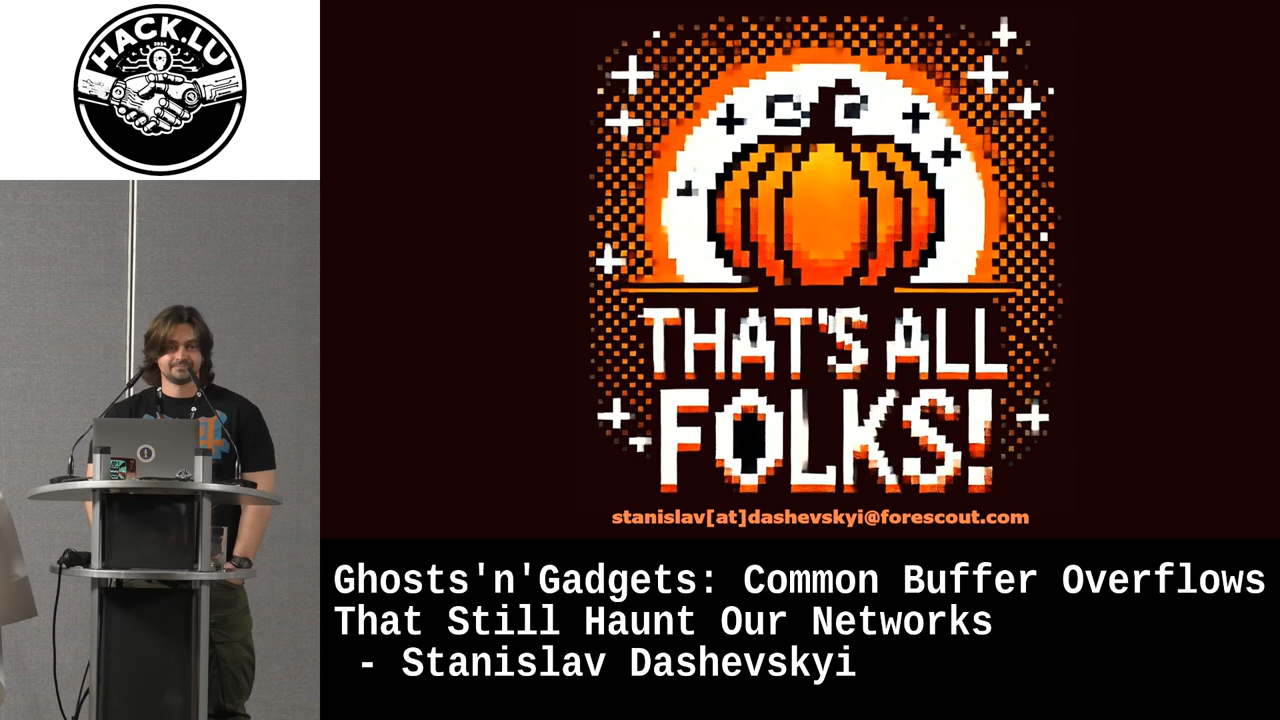 HACK.LU
2024
THAT'S ALL
FOLKS!
stanislav[at]dashevskyi@forescout.com
Ghosts'n'Gadgets: Common Buffer Overflows
That Still Haunt Our Networks
- Stanislav Dashevskyi